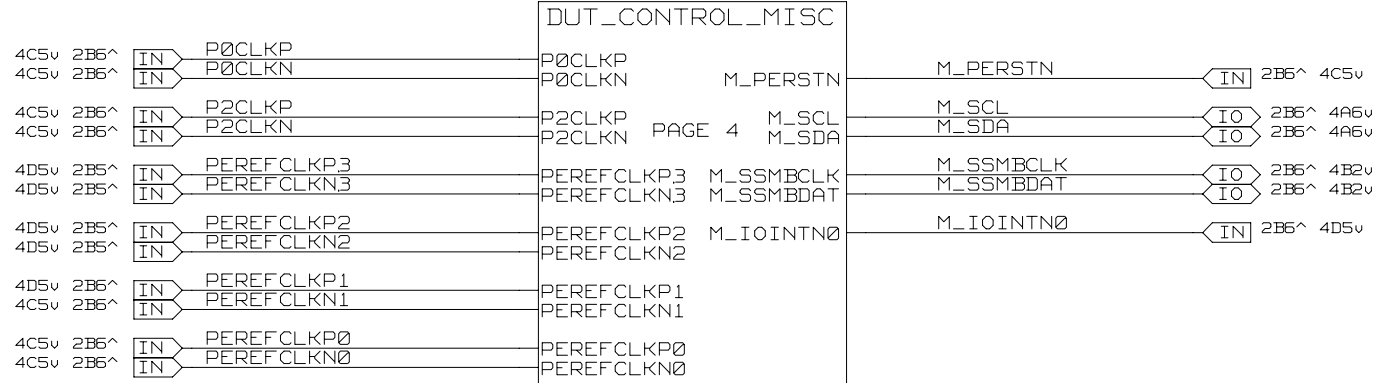 DUT_CONTROL_MISC
4C5v 2B6^ IN P0CLKP P0CLKP
4C5v 2B6^ IN P0CLKN P0CLKN M_PERSTN M_PERSTN IN 2B6^ 4C5v
4C5v 2B6^ IN P2CLKP P2CLKP M_SCL M_SCL IO 2B6^ 4A6v
4C5v 2B6^ IN P2CLKN P2CLKN PAGE 4 M_SDA M_SDA IO 2B6^ 4A6v
4D5v 2B5^ IN PEREFCLKP3 PEREFCLKP3 M_SSMBCLK M_SSMBCLK IO 2B6^ 4B2v
4D5v 2B5^ IN PEREFCLKN3 PEREFCLKN3 M_SSMBDAT M_SSMBDAT IO 2B6^ 4B2v
4D5v 2B5^ IN PEREFCLKP2 PEREFCLKP2 M_IOINTN0 M_IOINTN0 IN 2B6^ 4D5v
4D5v 2B5^ IN PEREFCLKN2 PEREFCLKN2
4D5v 2B6^ IN PEREFCLKP1 PEREFCLKP1
4C5v 2B6^ IN PEREFCLKN1 PEREFCLKN1
4C5v 2B6^ IN PEREFCLKP0 PEREFCLKP0
4C5v 2B6^ IN PEREFCLKN0 PEREFCLKN0